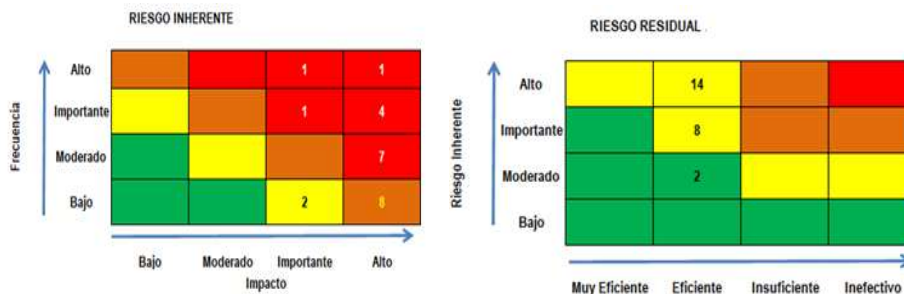 RIESGO INHERENTE
Frecuencia
Alto
1
1
Importante
1
4
Moderado
7
Bajo
2
8
Bajo
Moderado
Importante
Alto
Impacto
RIESGO RESIDUAL .
Riesgo Inherente
Alto
14
Importante
8
Moderado
2
Bajo
Muy Eficiente
Eficiente
Insuficiente
Inefectivo